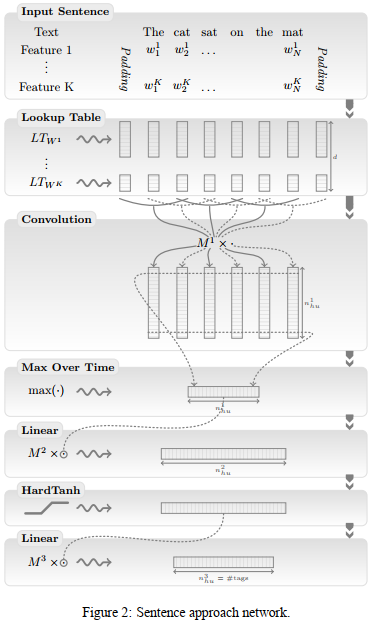 Input Sentence
Text The cat sat on the mat
Feature 1 Padding w_1^1 w_2^1 ... w_N^1 Padding
⋮
Feature K w_1^K w_2^K ... w_N^K
Lookup Table
LT_{W^1}
d
⋮
LT_{W^K}
Convolution
M^1 × ·
n_{hu}^1
Max Over Time
max(·)
n_{hu}^1
Linear
M^2 × ⊙
n_{hu}^2
HardTanh
Linear
M^3 × ⊙
n_{hu}^3 = #tags
Figure 2: Sentence approach network.